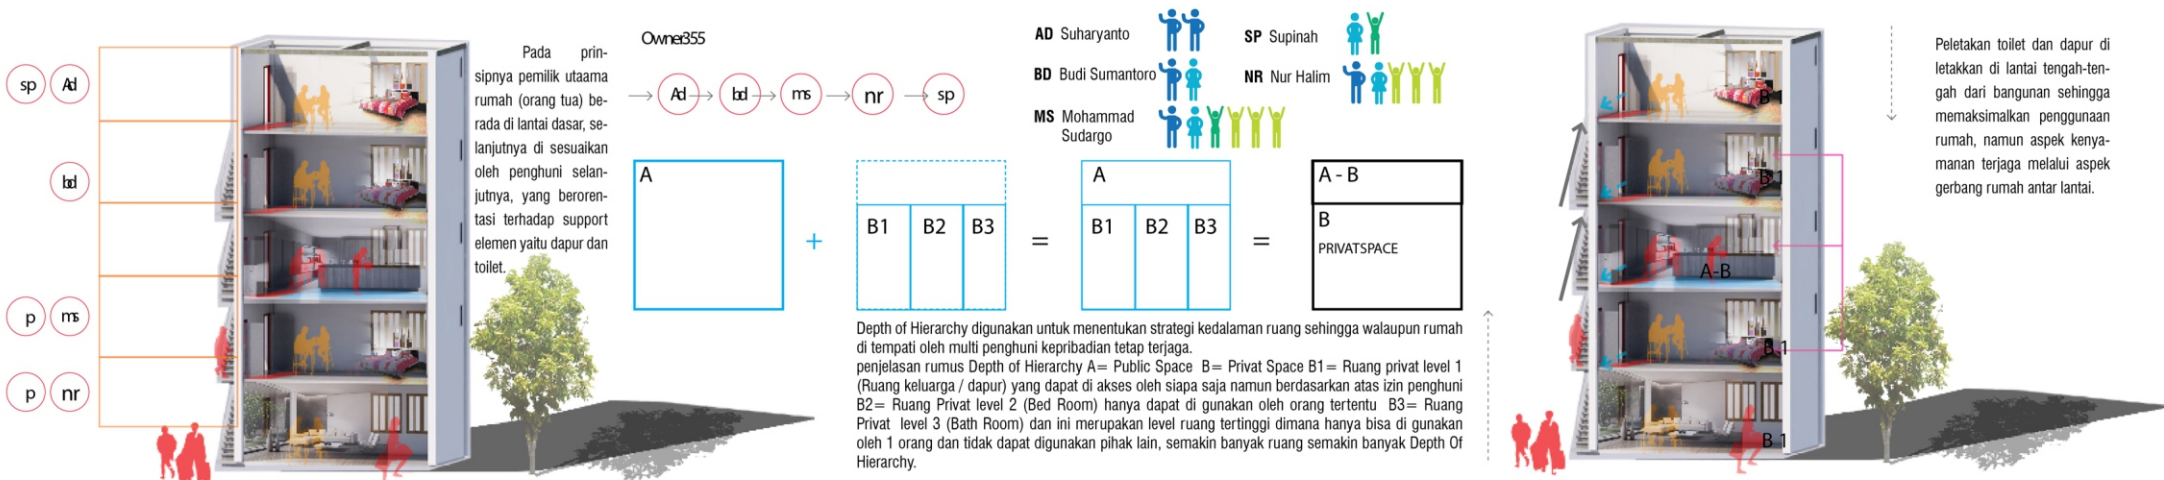 sp Ad
bd
p ms
p nr
Pada prin-
sipnya pemilik utaama
rumah (orang tua) be-
rada di lantai dasar, se-
lanjutnya di sesuaikan
oleh penghuni selan-
jutnya, yang beroren-
tasi terhadap support
elemen yaitu dapur dan
toilet.
Owner355
Ad bd ms nr sp
AD Suharyanto
BD Budi Sumantoro
MS Mohammad
Sudargo
SP Supinah
NR Nur Halim
A
+
B1 B2 B3
=
A
B1 B2 B3
=
A - B
B
PRIVATSPACE
Depth of Hierarchy digunakan untuk menentukan strategi kedalaman ruang sehingga walaupun rumah
di tempati oleh multi penghuni kepribadian tetap terjaga.
penjelasan rumus Depth of Hierarchy A= Public Space B= Privat Space B1= Ruang privat level 1
(Ruang keluarga / dapur) yang dapat di akses oleh siapa saja namun berdasarkan atas izin penghuni
B2= Ruang Privat level 2 (Bed Room) hanya dapat di gunakan oleh orang tertentu B3= Ruang
Privat level 3 (Bath Room) dan ini merupakan level ruang tertinggi dimana hanya bisa di gunakan
oleh 1 orang dan tidak dapat digunakan pihak lain, semakin banyak ruang semakin banyak Depth Of
Hierarchy.
B 1
B 1
A-B
B 1
B 1
Peletakan toilet dan dapur di
letakkan di lantai tengah-ten-
gah dari bangunan sehingga
memaksimalkan penggunaan
rumah, namun aspek kenya-
manan terjaga melalui aspek
gerbang rumah antar lantai.